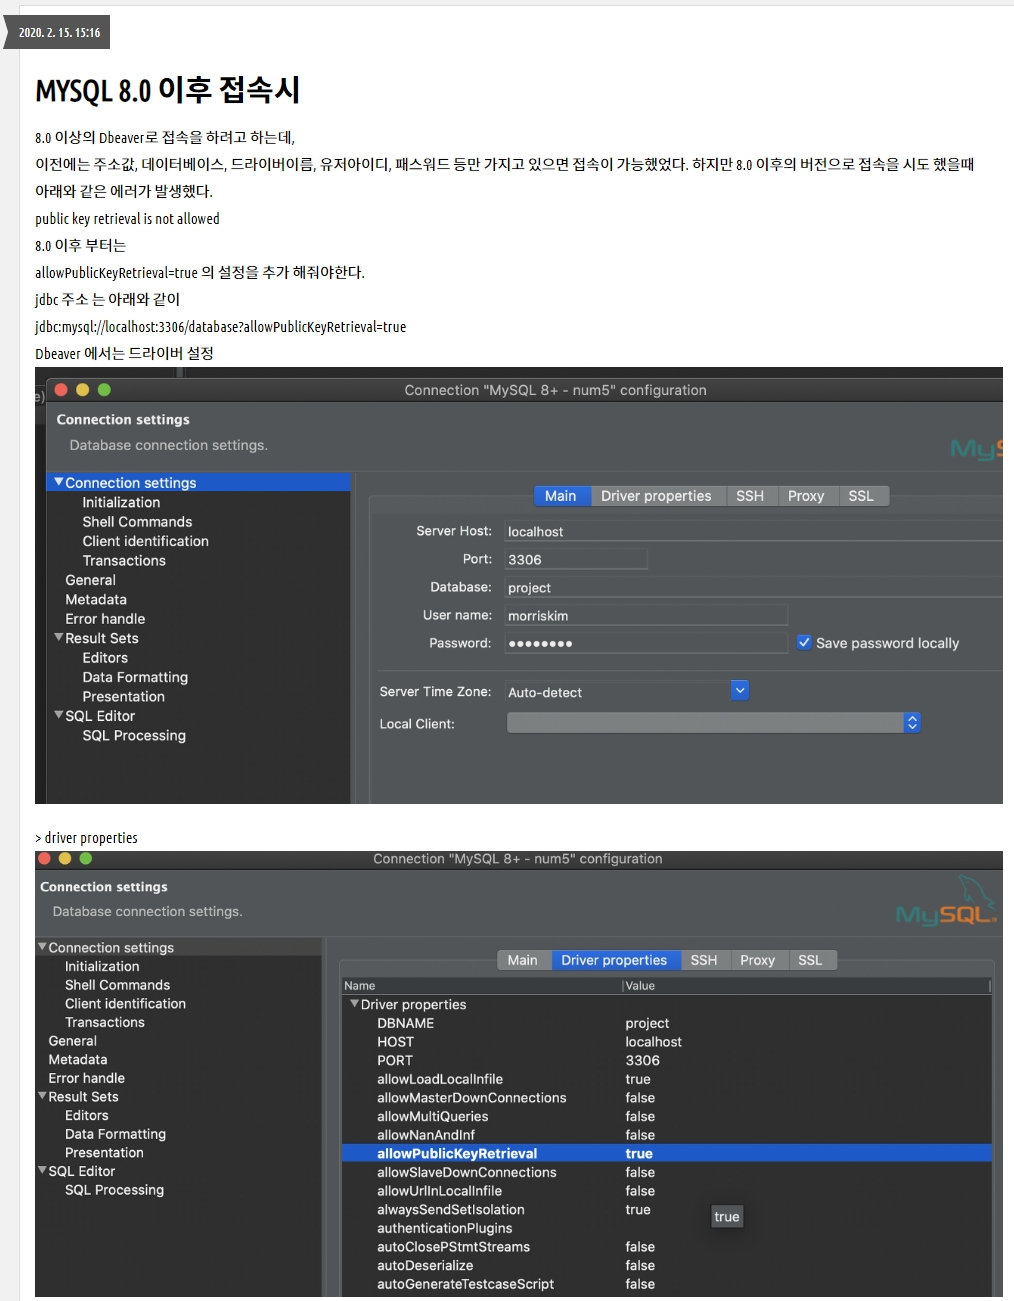 2020. 2. 15. 15:16
MYSQL 8.0 이후 접속시
8.0 이상의 Dbeaver로 접속을 하려고 하는데,
이전에는 주소값, 데이터베이스, 드라이버이름, 유저아이디, 패스워드 등만 가지고 있으면 접속이 가능했었다. 하지만 8.0 이후의 버전으로 접속을 시도 했을때
아래와 같은 에러가 발생했다.
public key retrieval is not allowed
8.0 이후 부터는
allowPublicKeyRetrieval=true 의 설정을 추가 해줘야한다.
jdbc 주소 는 아래와 같이
jdbc:mysql://localhost:3306/database?allowPublicKeyRetrieval=true
Dbeaver 에서는 드라이버 설정
e)
Connection "MySQL 8+ - num5" configuration
Connection settings
Database connection settings.
MyS
Connection settings
Initialization
Shell Commands
Client identification
Transactions
General
Metadata
Error handle
Result Sets
Editors
Data Formatting
Presentation
SQL Editor
SQL Processing
Main Driver properties SSH Proxy SSL
Server Host: localhost
Port: 3306
Database: project
User name: morriskim
Password: ●●●●●●●● Save password locally
Server Time Zone: Auto-detect
Local Client:
> driver properties
Connection "MySQL 8+ - num5" configuration
Connection settings
Database connection settings.
MySQL
Connection settings
Initialization
Shell Commands
Client identification
Transactions
General
Metadata
Error handle
Result Sets
Editors
Data Formatting
Presentation
SQL Editor
SQL Processing
Main Driver properties SSH Proxy SSL
Name Value
Driver properties
DBNAME project
HOST localhost
PORT 3306
allowLoadLocalInfile true
allowMasterDownConnections false
allowMultiQueries false
allowNanAndInf false
allowPublicKeyRetrieval true
allowSlaveDownConnections false
allowUrlInLocalInfile false
alwaysSendSetIsolation true
true
authenticationPlugins
autoClosePStmtStreams false
autoDeserialize false
autoGenerateTestcaseScript false